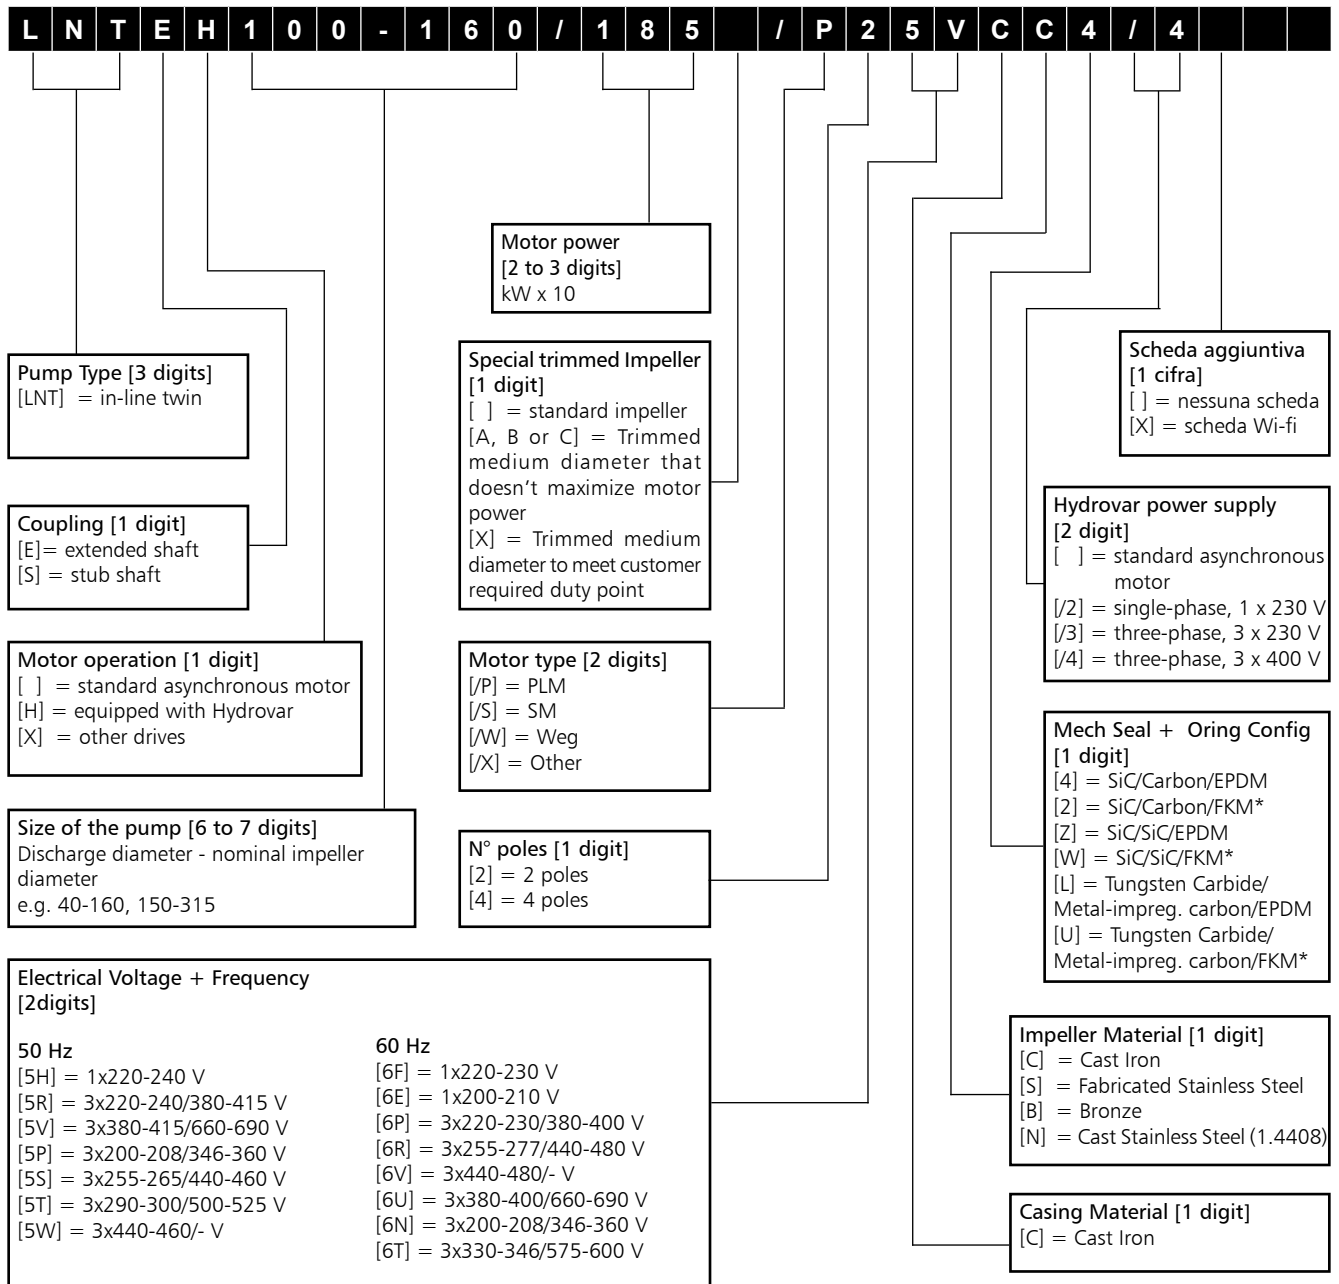 LNTEH100-160/185 /P25VCC4/4
Motor power
[2 to 3 digits]
kW x 10
Pump Type [3 digits]
[LNT] = in-line twin
Coupling [1 digit]
[E]= extended shaft
[S] = stub shaft
Motor operation [1 digit]
[ ] = standard asynchronous motor
[H] = equipped with Hydrovar
[X] = other drives
Size of the pump [6 to 7 digits]
Discharge diameter - nominal impeller
diameter
e.g. 40-160, 150-315
Special trimmed Impeller
[1 digit]
[ ] = standard impeller
[A, B or C] = Trimmed
medium diameter that
doesn't maximize motor
power
[X] = Trimmed medium
diameter to meet customer
required duty point
Motor type [2 digits]
[/P] = PLM
[/S] = SM
[/W] = Weg
[/X] = Other
N° poles [1 digit]
[2] = 2 poles
[4] = 4 poles
Electrical Voltage + Frequency
[2digits]
50 Hz
[5H] = 1x220-240 V
[5R] = 3x220-240/380-415 V
[5V] = 3x380-415/660-690 V
[5P] = 3x200-208/346-360 V
[5S] = 3x255-265/440-460 V
[5T] = 3x290-300/500-525 V
[5W] = 3x440-460/- V
60 Hz
[6F] = 1x220-230 V
[6E] = 1x200-210 V
[6P] = 3x220-230/380-400 V
[6R] = 3x255-277/440-480 V
[6V] = 3x440-480/- V
[6U] = 3x380-400/660-690 V
[6N] = 3x200-208/346-360 V
[6T] = 3x330-346/575-600 V
Scheda aggiuntiva
[1 cifra]
[ ] = nessuna scheda
[X] = scheda Wi-fi
Hydrovar power supply
[2 digit]
[ ] = standard asynchronous
motor
[/2] = single-phase, 1 x 230 V
[/3] = three-phase, 3 x 230 V
[/4] = three-phase, 3 x 400 V
Mech Seal + Oring Config
[1 digit]
[4] = SiC/Carbon/EPDM
[2] = SiC/Carbon/FKM*
[Z] = SiC/SiC/EPDM
[W] = SiC/SiC/FKM*
[L] = Tungsten Carbide/
Metal-impreg. carbon/EPDM
[U] = Tungsten Carbide/
Metal-impreg. carbon/FKM*
Impeller Material [1 digit]
[C] = Cast Iron
[S] = Fabricated Stainless Steel
[B] = Bronze
[N] = Cast Stainless Steel (1.4408)
Casing Material [1 digit]
[C] = Cast Iron